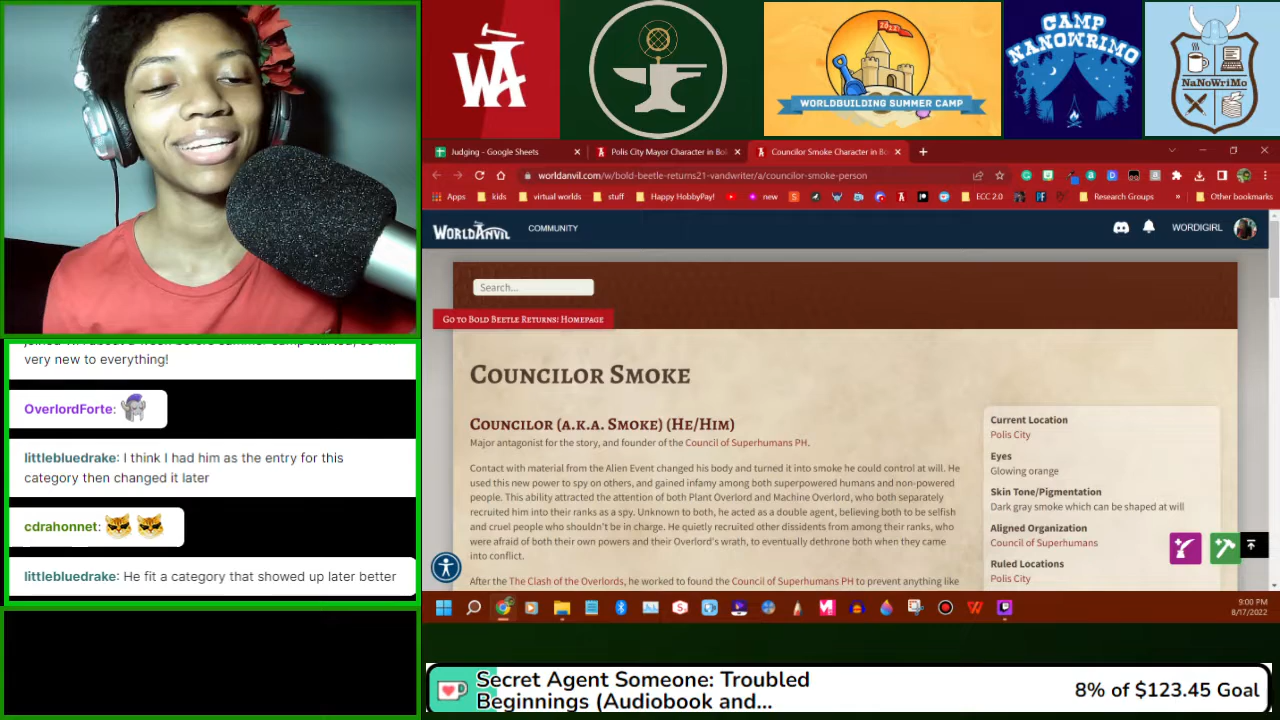 WA
2022
WORLDBUILDING SUMMER CAMP
CAMP
NANOWRIMO
NaNoWriMo
Judging - Google Sheets
Polis City Mayor Character in Bol
Councilor Smoke Character in Bo
worldanvil.com/w/bold-beetle-returns21-vandwriter/a/councilor-smoke-person
Apps
kids
virtual worlds
stuff
Happy HobbyPay!
new
ECC 2.0
Research Groups
»
Other bookmarks
WORLDANVIL
COMMUNITY
WORDIGIRL
Search...
GO TO BOLD BEETLE RETURNS: HOMEPAGE
COUNCILOR SMOKE
COUNCILOR (A.K.A. SMOKE) (HE/HIM)
Major antagonist for the story, and founder of the Council of Superhumans PH.
Contact with material from the Alien Event changed his body and turned it into smoke he could control at will. He
used this new power to spy on others, and gained infamy among both superpowered humans and non-powered
people. This ability attracted the attention of both Plant Overlord and Machine Overlord, who both separately
recruited him into their ranks as a spy. Unknown to both, he acted as a double agent, believing both to be selfish
and cruel people who shouldn't be in charge. He quietly recruited other dissidents from among their ranks, who
were afraid of both their own powers and their Overlord's wrath, to eventually dethrone both when they came
into conflict.
After the The Clash of the Overlords, he worked to found the Council of Superhumans PH to prevent anything like
Current Location
Polis City
Eyes
Glowing orange
Skin Tone/Pigmentation
Dark gray smoke which can be shaped at will
Aligned Organization
Council of Superhumans
Ruled Locations
Polis City
9:00 PM
8/17/2022
very new to everything!
OverlordForte:
littlebluedrake: I think I had him as the entry for this
category then changed it later
cdrahonnet:
littlebluedrake: He fit a category that showed up later better
Secret Agent Someone: Troubled
Beginnings (Audiobook and...
8% of $123.45 Goal